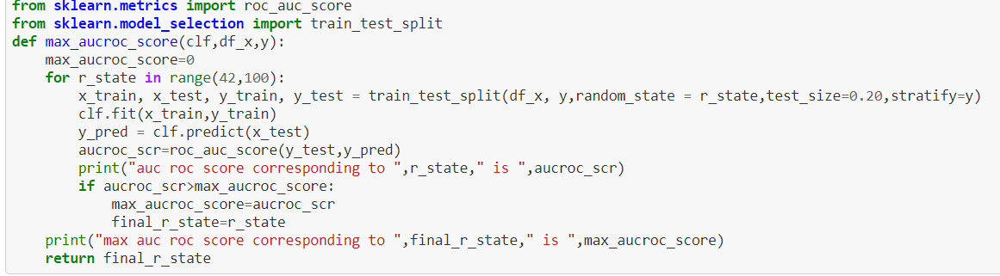 from sklearn.metrics import roc_auc_score
from sklearn.model_selection import train_test_split
def max_aucroc_score(clf,df_x,y):
    max_aucroc_score=0
    for r_state in range(42,100):
        x_train, x_test, y_train, y_test = train_test_split(df_x, y,random_state = r_state,test_size=0.20,stratify=y)
        clf.fit(x_train,y_train)
        y_pred = clf.predict(x_test)
        aucroc_scr=roc_auc_score(y_test,y_pred)
        print("auc roc score corresponding to ",r_state," is ",aucroc_scr)
        if aucroc_scr>max_aucroc_score:
            max_aucroc_score=aucroc_scr
            final_r_state=r_state
    print("max auc roc score corresponding to ",final_r_state," is ",max_aucroc_score)
    return final_r_state